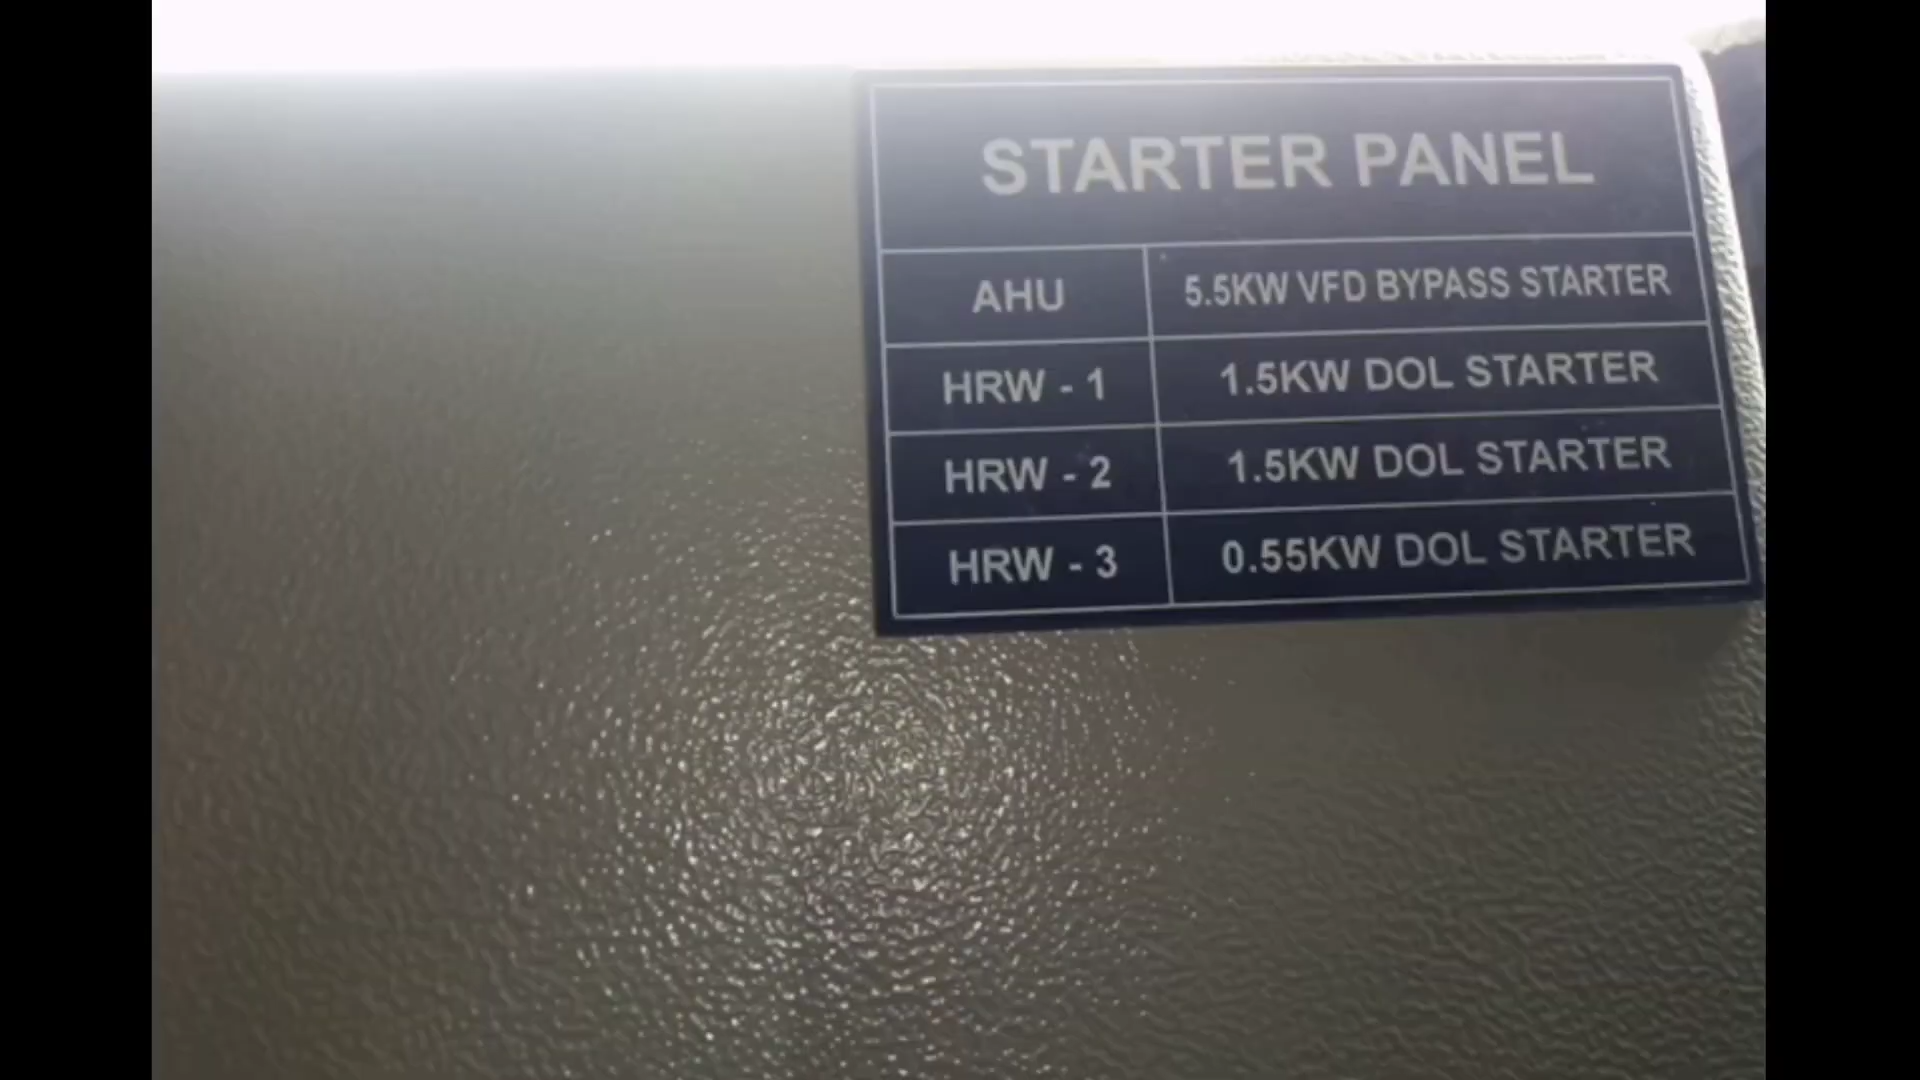 STARTER PANEL
AHU 5.5KW VFD BYPASS STARTER
HRW - 1 1.5KW DOL STARTER
HRW - 2 1.5KW DOL STARTER
HRW - 3 0.55KW DOL STARTER